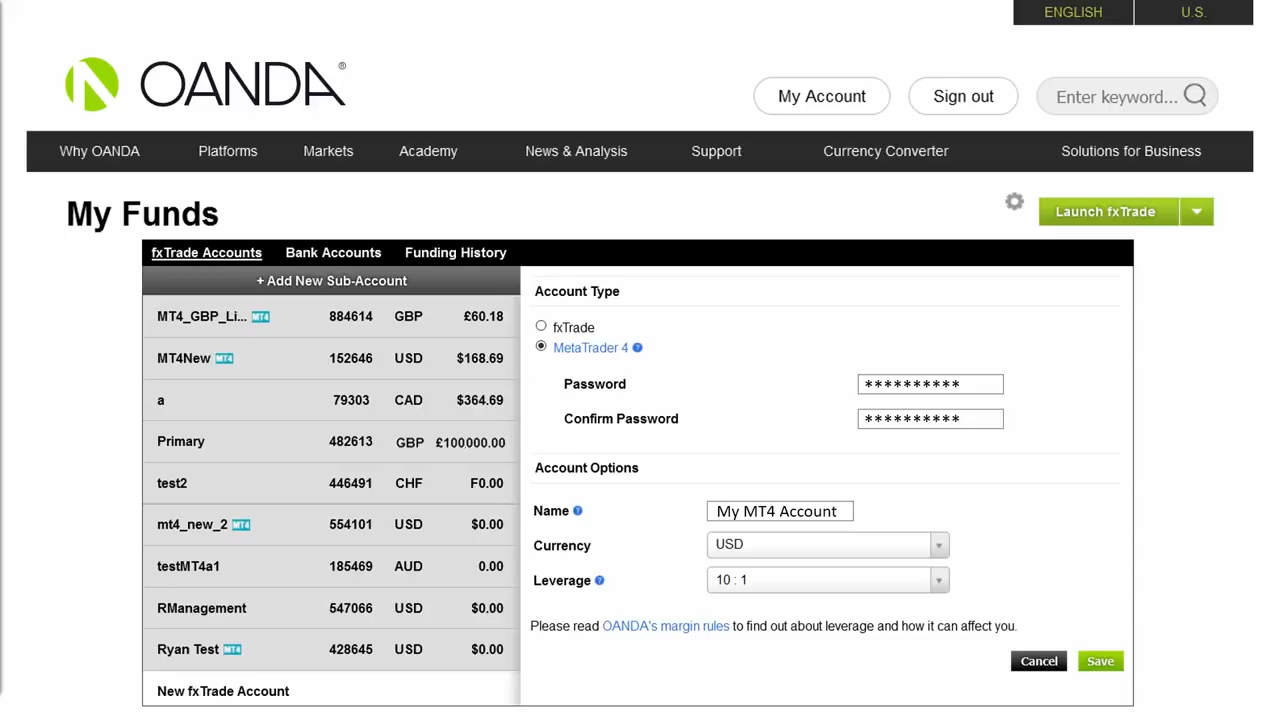 ENGLISH U.S.
OANDA®
My Account Sign out Enter keyword...
Why OANDA Platforms Markets Academy News & Analysis Support Currency Converter Solutions for Business
My Funds
Launch fxTrade
fxTrade Accounts Bank Accounts Funding History
+ Add New Sub-Account
MT4_GBP_Li... MT4 884614 GBP £60.18
MT4New MT4 152646 USD $168.69
a 79303 CAD $364.69
Primary 482613 GBP £100,000.00
test2 446491 CHF F0.00
mt4_new_2 MT4 554101 USD $0.00
testMT4a1 185469 AUD 0.00
RManagement 547066 USD $0.00
Ryan Test MT4 428645 USD $0.00
New fxTrade Account
Account Type
fxTrade
MetaTrader 4 ?
Password **********
Confirm Password **********
Account Options
Name ? My MT4 Account
Currency USD
Leverage ? 10 : 1
Please read OANDA's margin rules to find out about leverage and how it can affect you.
Cancel Save